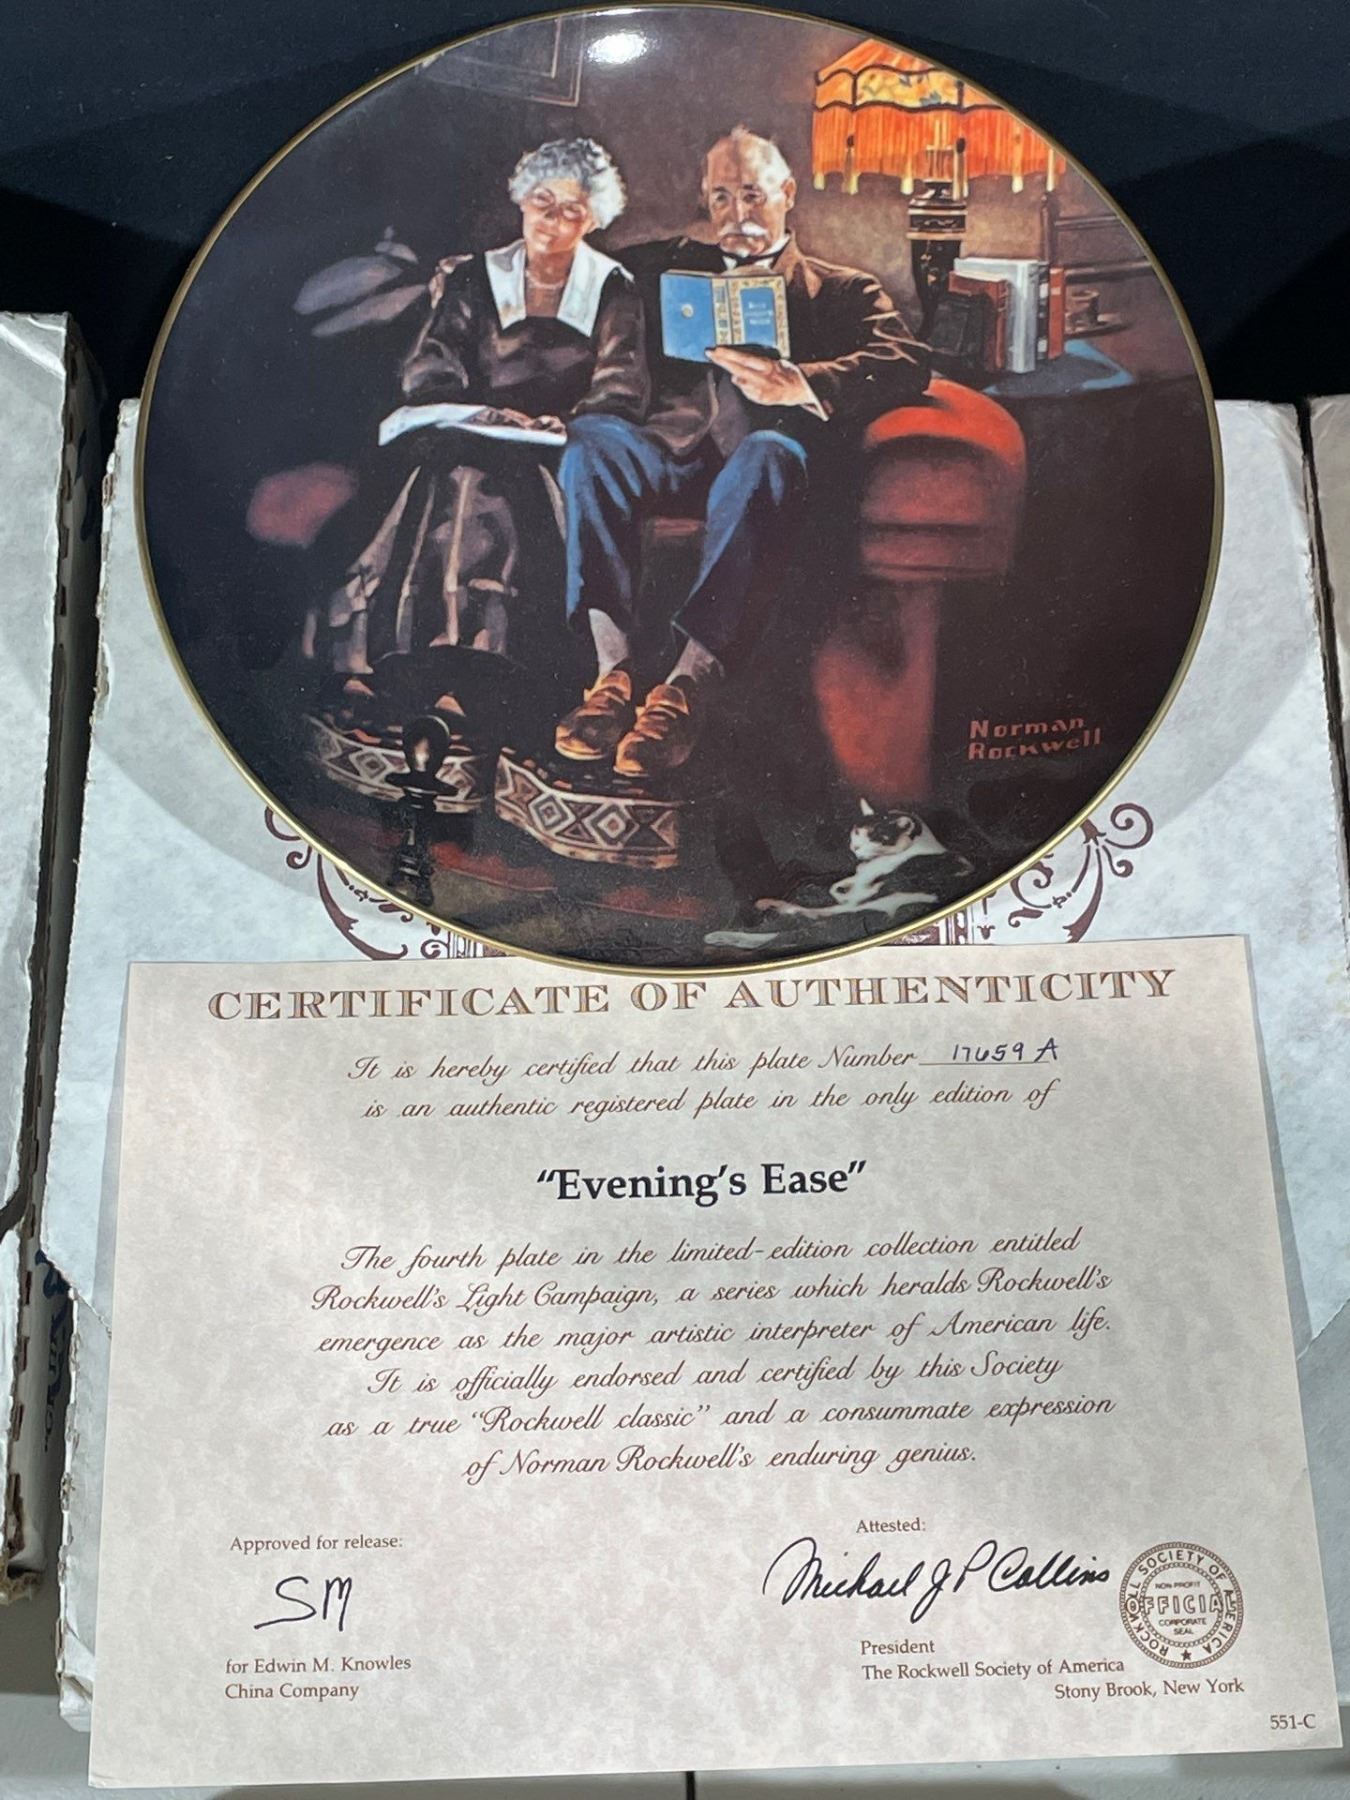 Norman
Rockwell
CERTIFICATE OF AUTHENTICITY
It is hereby certified that this plate Number 17659 A
is an authentic registered plate in the only edition of
“Evening's Ease”
The fourth plate in the limited-edition collection entitled
Rockwell's Light Campaign, a series which heralds Rockwell's
emergence as the major artistic interpreter of American life.
It is officially endorsed and certified by this Society
as a true “Rockwell classic” and a consummate expression
of Norman Rockwell's enduring genius.
Approved for release:
SM
for Edwin M. Knowles
China Company
Attested:
Michael J P Collins
President
The Rockwell Society of America
Stony Brook, New York
ROCKWELL SOCIETY OF AMERICA
NON-PROFIT
OFFICIAL
CORPORATE
SEAL
551-C